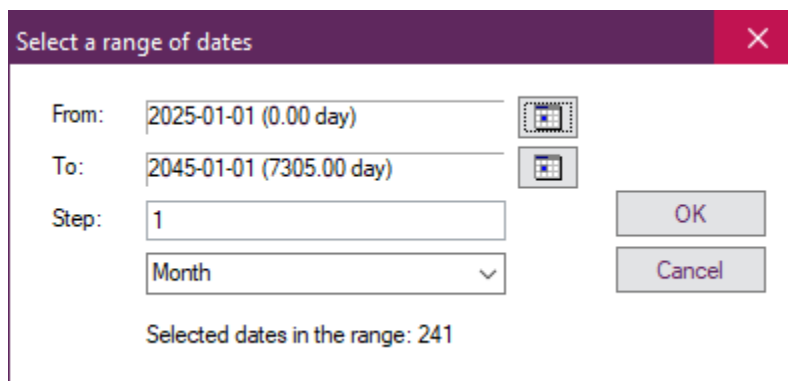 Select a range of dates
From: 2025-01-01 (0.00 day)
To: 2045-01-01 (7305.00 day)
Step: 1
OK
Month
Cancel
Selected dates in the range: 241